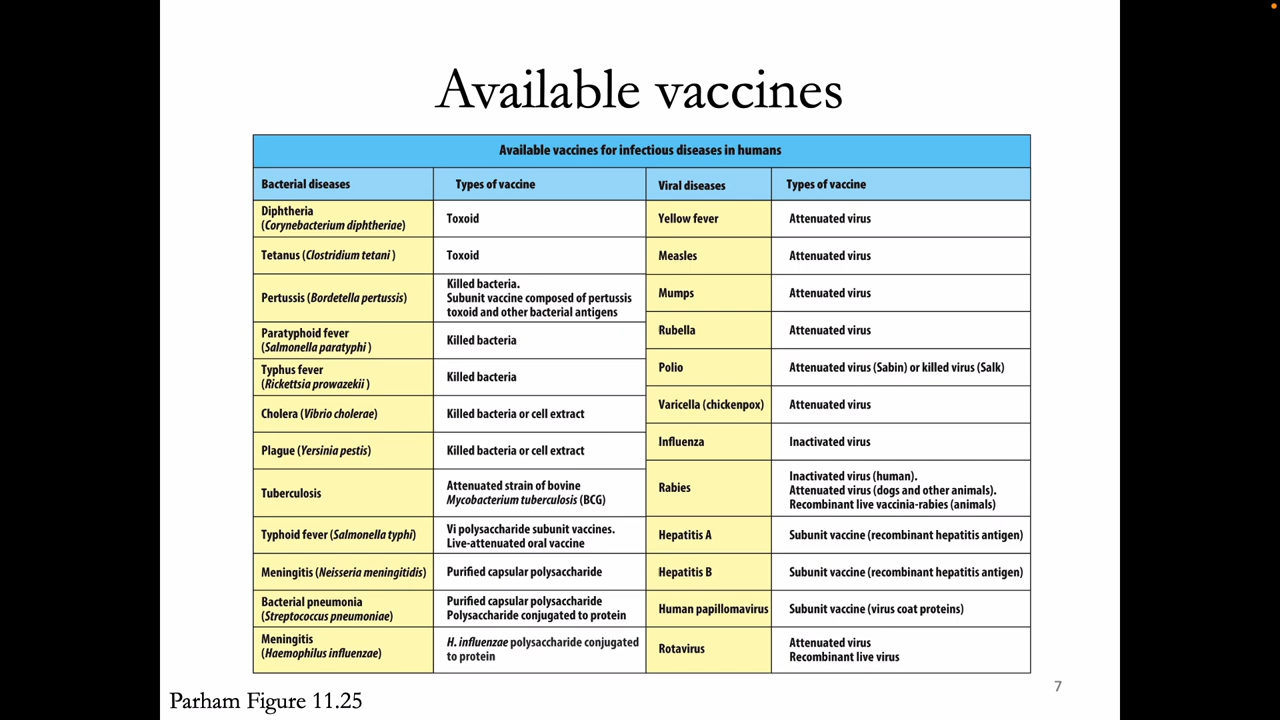 Available vaccines
Available vaccines for infectious diseases in humans
Bacterial diseases
Types of vaccine
Viral diseases
Types of vaccine
Diphtheria
(Corynebacterium diphtheriae)
Toxoid
Yellow fever
Attenuated virus
Tetanus (Clostridium tetani )
Toxoid
Measles
Attenuated virus
Pertussis (Bordetella pertussis)
Killed bacteria.
Subunit vaccine composed of pertussis
toxoid and other bacterial antigens
Mumps
Attenuated virus
Paratyphoid fever
(Salmonella paratyphi )
Killed bacteria
Rubella
Attenuated virus
Typhus fever
(Rickettsia prowazekii )
Killed bacteria
Polio
Attenuated virus (Sabin) or killed virus (Salk)
Cholera (Vibrio cholerae)
Killed bacteria or cell extract
Varicella (chickenpox)
Attenuated virus
Plague (Yersinia pestis)
Killed bacteria or cell extract
Influenza
Inactivated virus
Tuberculosis
Attenuated strain of bovine
Mycobacterium tuberculosis (BCG)
Rabies
Inactivated virus (human).
Attenuated virus (dogs and other animals).
Recombinant live vaccinia-rabies (animals)
Typhoid fever (Salmonella typhi)
Vi polysaccharide subunit vaccines.
Live-attenuated oral vaccine
Hepatitis A
Subunit vaccine (recombinant hepatitis antigen)
Meningitis (Neisseria meningitidis)
Purified capsular polysaccharide
Hepatitis B
Subunit vaccine (recombinant hepatitis antigen)
Bacterial pneumonia
(Streptococcus pneumoniae)
Purified capsular polysaccharide
Polysaccharide conjugated to protein
Human papillomavirus
Subunit vaccine (virus coat proteins)
Meningitis
(Haemophilus influenzae)
H. influenzae polysaccharide conjugated
to protein
Rotavirus
Attenuated virus
Recombinant live virus
7
Parham Figure 11.25